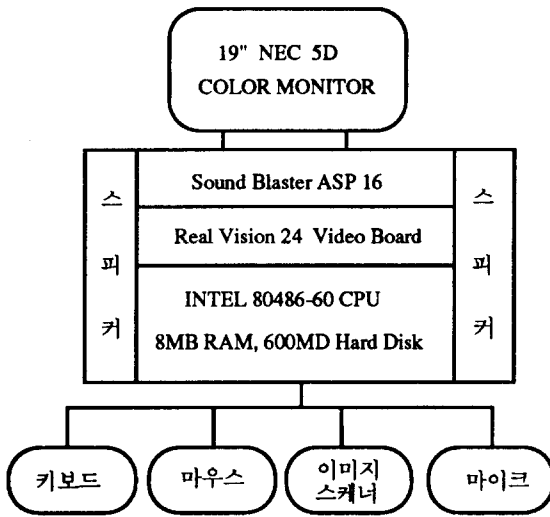 19" NEC 5D
COLOR MONITOR
스피커
Sound Blaster ASP 16
Real Vision 24 Video Board
INTEL 80486-60 CPU
8MB RAM, 600MD Hard Disk
스피커
키보드
마우스
이미지
스케너
마이크